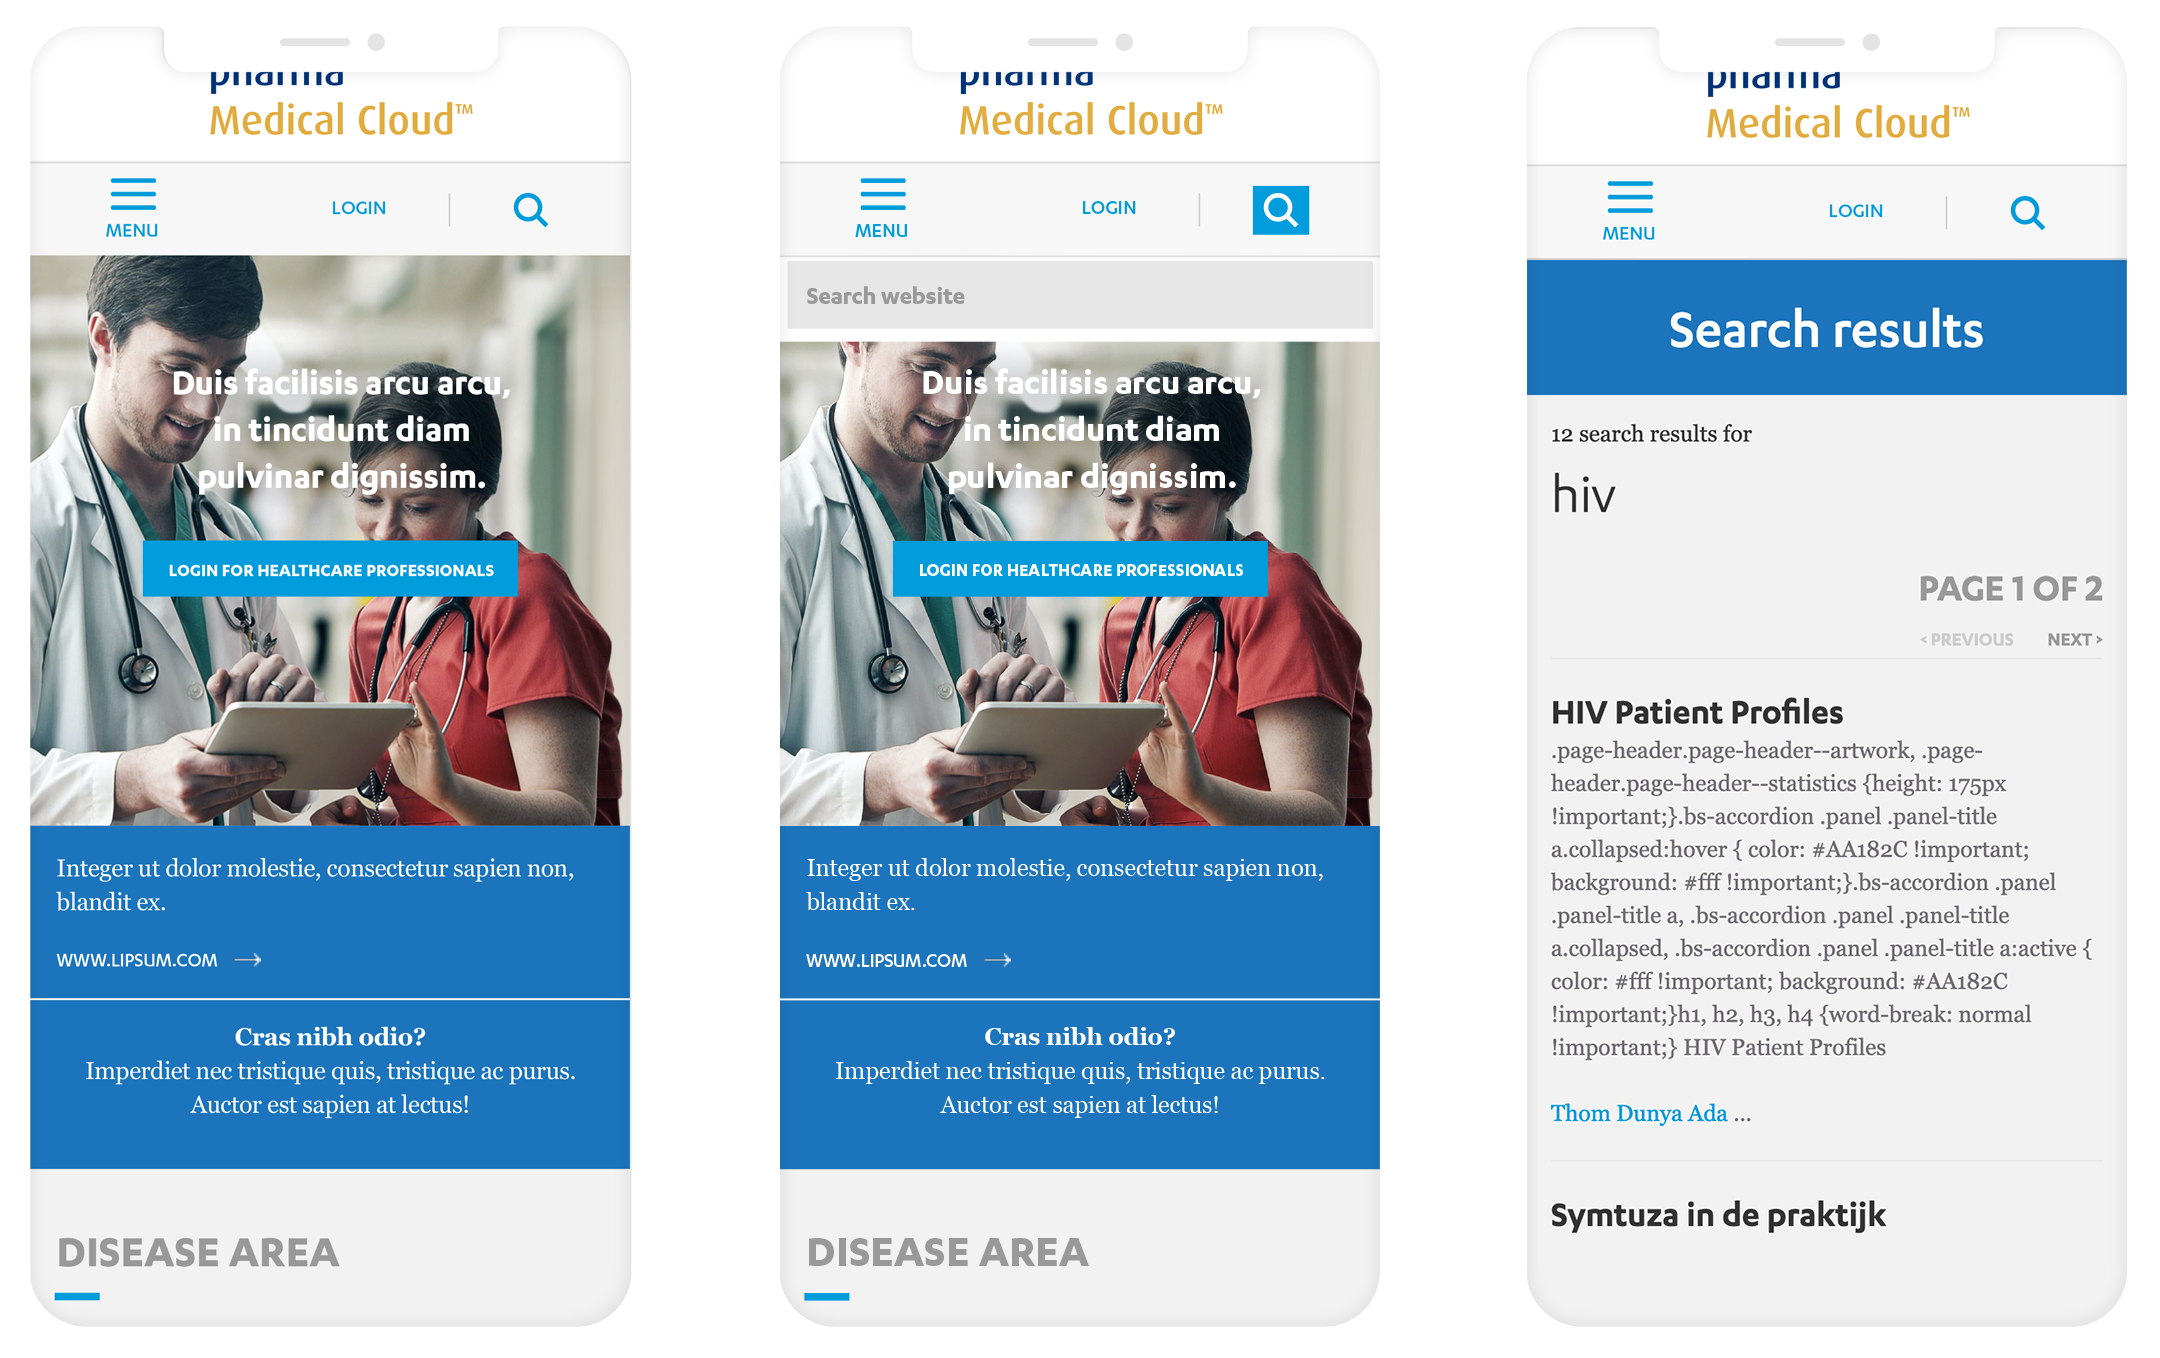 pharma
Medical Cloud™
MENU
LOGIN
Duis facilisis arcu arcu,
in tincidunt diam
pulvinar dignissim.
LOGIN FOR HEALTHCARE PROFESSIONALS
Integer ut dolor molestie, consectetur sapien non,
blandit ex.
WWW.LIPSUM.COM
Cras nibh odio?
Imperdiet nec tristique quis, tristique ac purus.
Auctor est sapien at lectus!
DISEASE AREA
pharma
Medical Cloud™
MENU
LOGIN
Search website
Duis facilisis arcu arcu,
in tincidunt diam
pulvinar dignissim.
LOGIN FOR HEALTHCARE PROFESSIONALS
Integer ut dolor molestie, consectetur sapien non,
blandit ex.
WWW.LIPSUM.COM
Cras nibh odio?
Imperdiet nec tristique quis, tristique ac purus.
Auctor est sapien at lectus!
DISEASE AREA
pharma
Medical Cloud™
MENU
LOGIN
Search results
12 search results for
hiv
PAGE 1 OF 2
< PREVIOUS NEXT >
HIV Patient Profiles
.page-header.page-header--artwork, .page-
header.page-header--statistics {height: 175px
!important;}.bs-accordion .panel .panel-title
a.collapsed:hover { color: #AA182C !important;
background: #fff !important;}.bs-accordion .panel
.panel-title a, .bs-accordion .panel .panel-title
a.collapsed, .bs-accordion .panel .panel-title a:active {
color: #fff !important; background: #AA182C
!important;}h1, h2, h3, h4 {word-break: normal
!important;} HIV Patient Profiles
Thom Dunya Ada ...
Symtuza in de praktijk